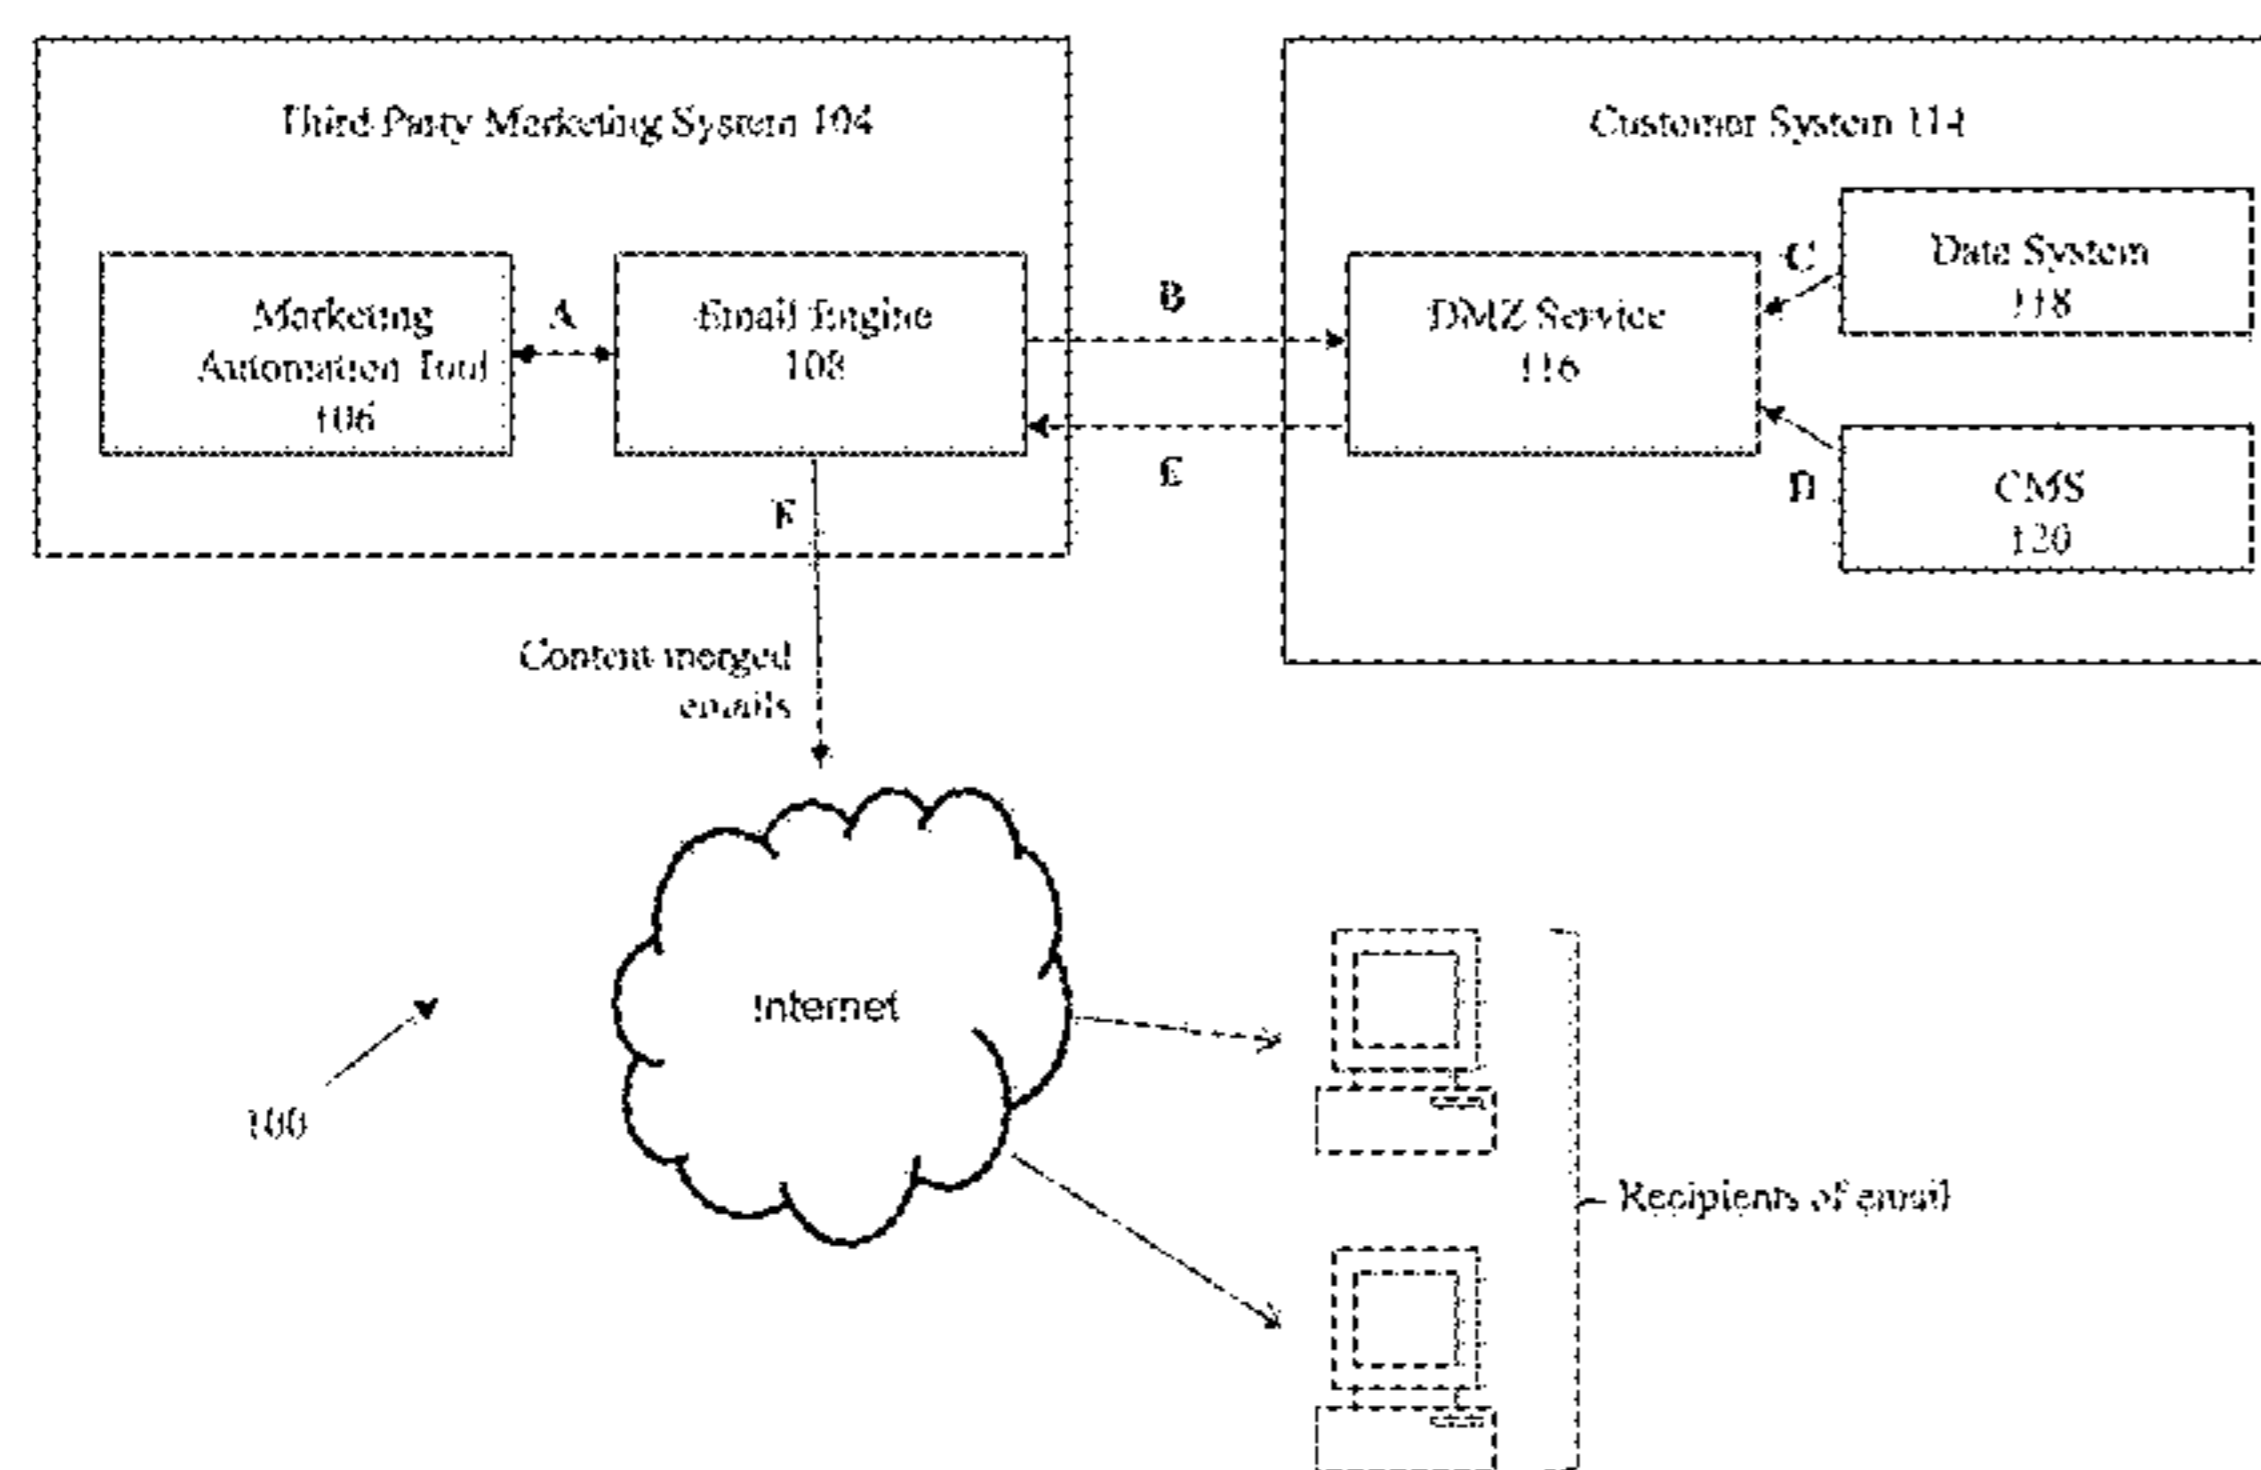 Third Party Marketing System 104
Customer System 114
Marketing
Automation Tool
106
A
Email Engine
108
B
E
DMZ Service
116
C
Data System
118
D
CMS
120
F
Content merged
emails
Internet
100
Recipients of email